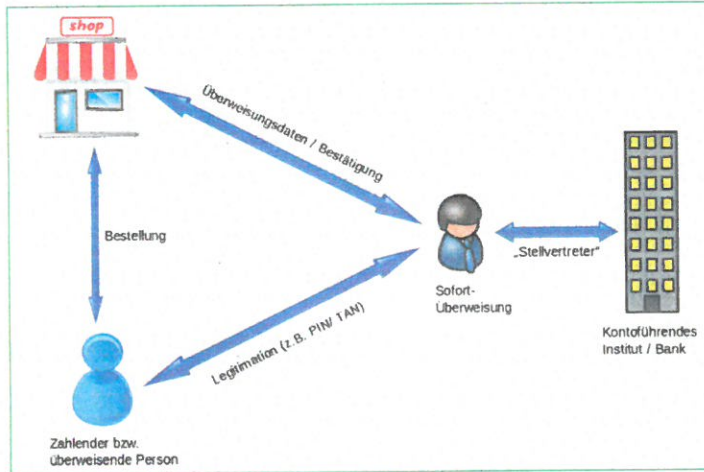 shop
Überweisungsdaten / Bestätigung
Bestellung
„Stellvertreter“
Sofort-
Überweisung
Legitimation (z.B. PIN/ TAN)
Kontoführendes
Institut / Bank
Zahlender bzw.
überweisende Person